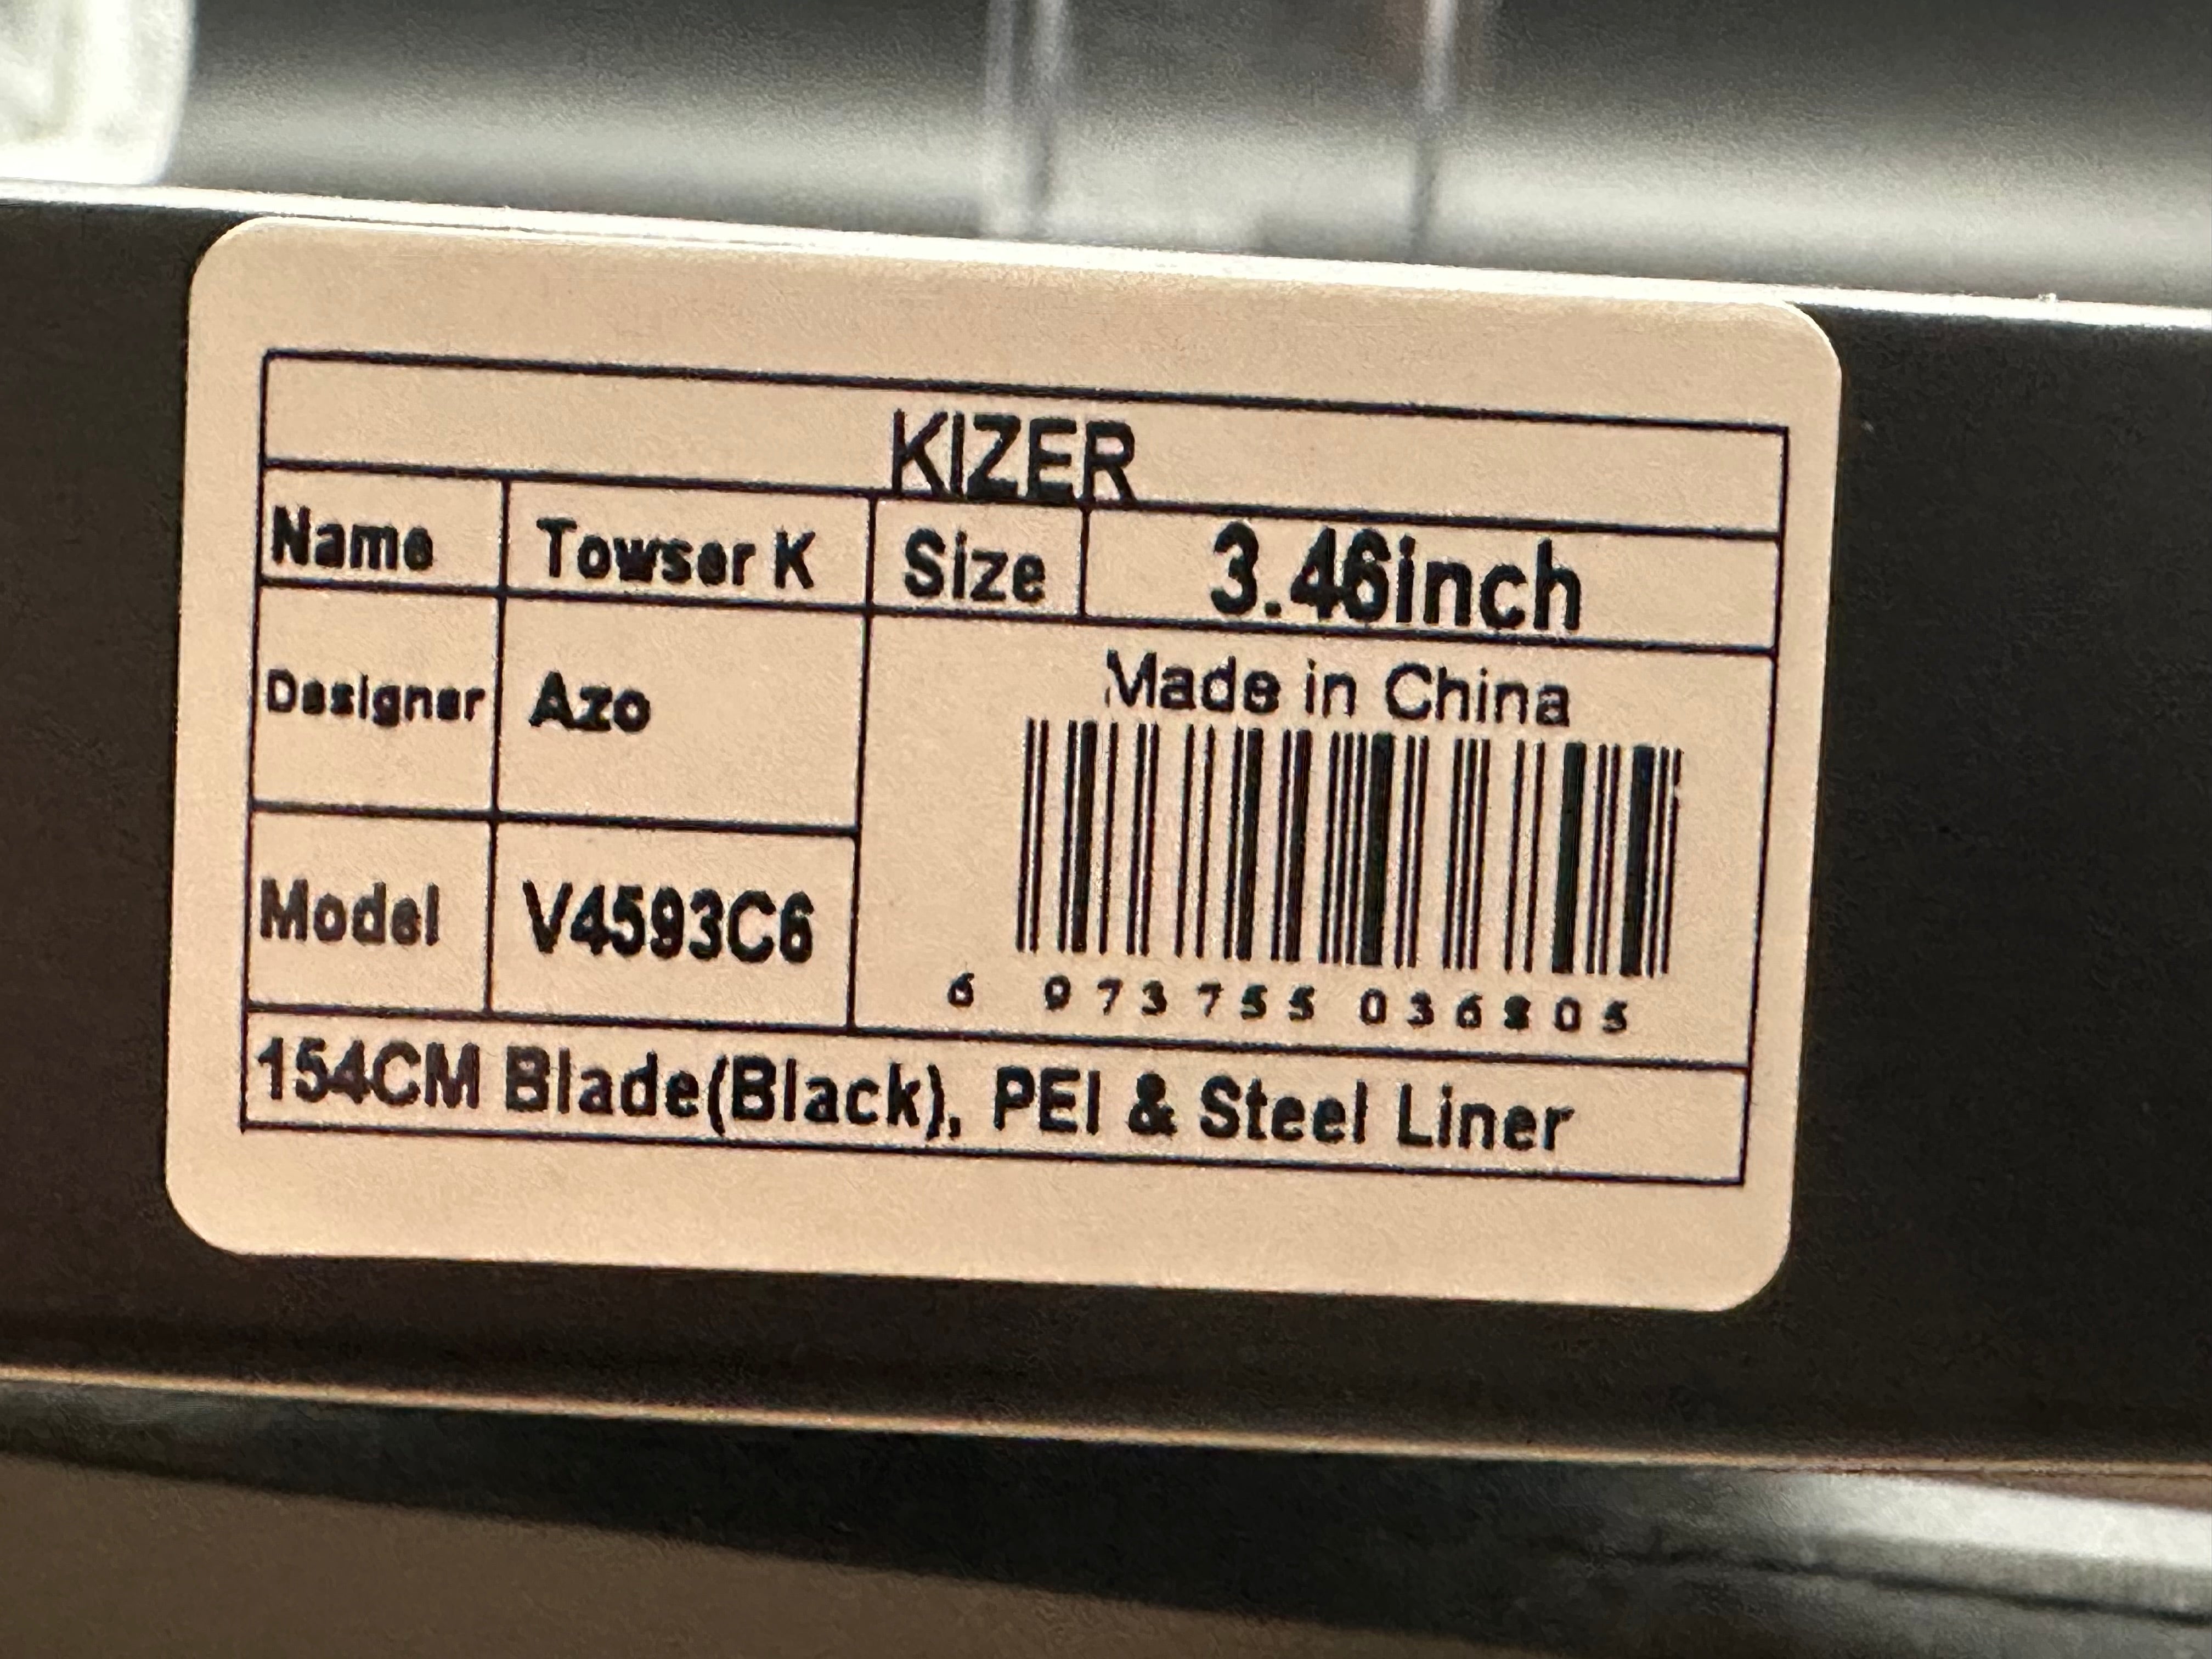 KIZER
Name Towser K Size 3.46inch
Designer Azo Made in China
Model V4593C6
6 973755 036805
154CM Blade(Black), PEI & Steel Liner